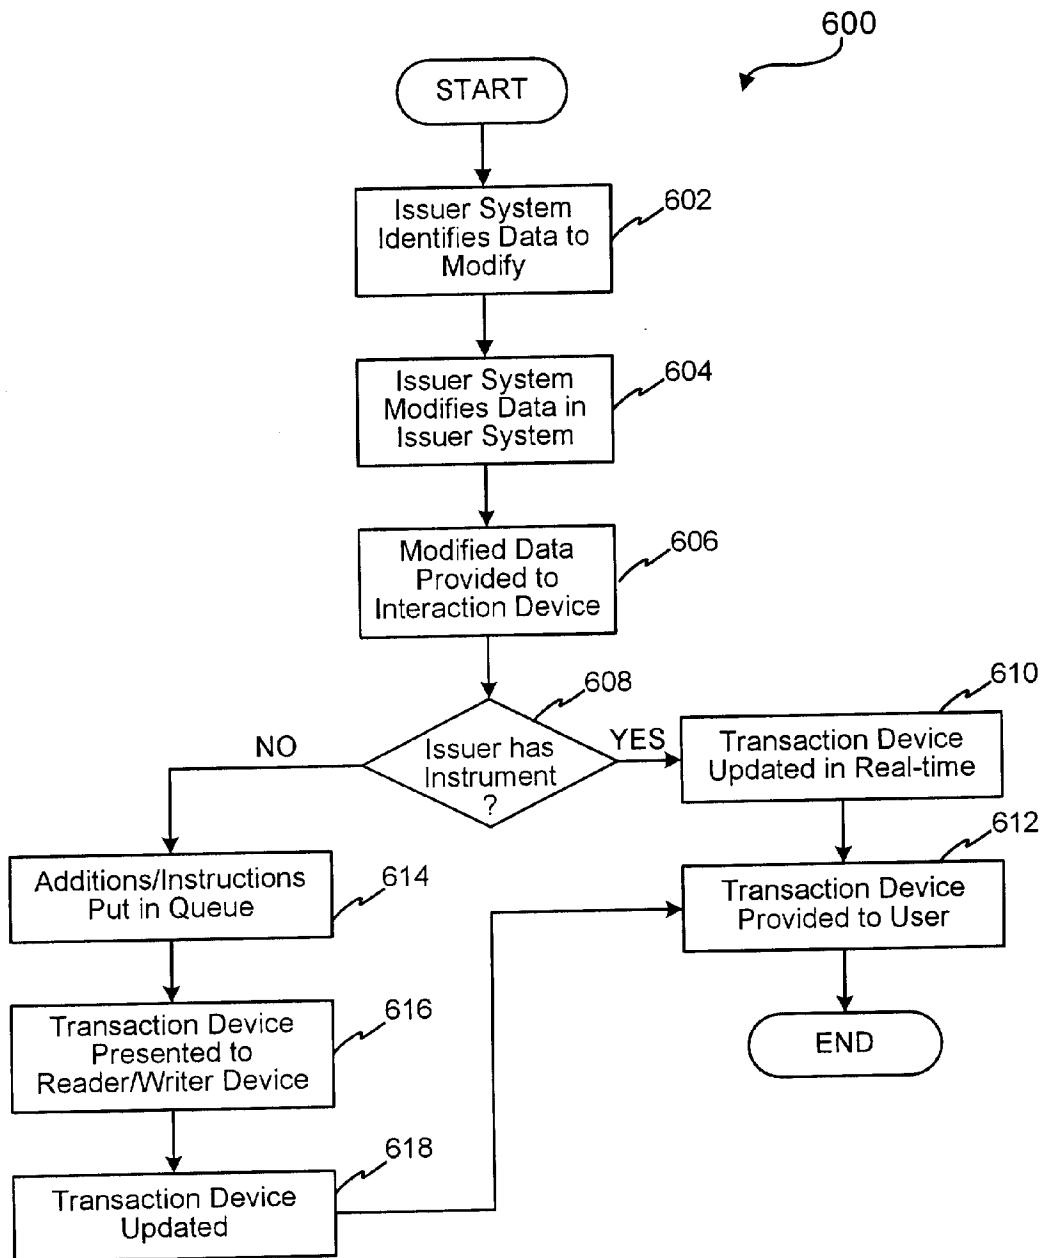 600
START
Issuer System
Identifies Data to
Modify
602
Issuer System
Modifies Data in
Issuer System
604
Modified Data
Provided to
Interaction Device
606
608
Issuer has
Instrument
?
NO
YES
610
Transaction Device
Updated in Real-time
612
Transaction Device
Provided to User
END
Additions/Instructions
Put in Queue
614
Transaction Device
Presented to
Reader/Writer Device
616
Transaction Device
Updated
618